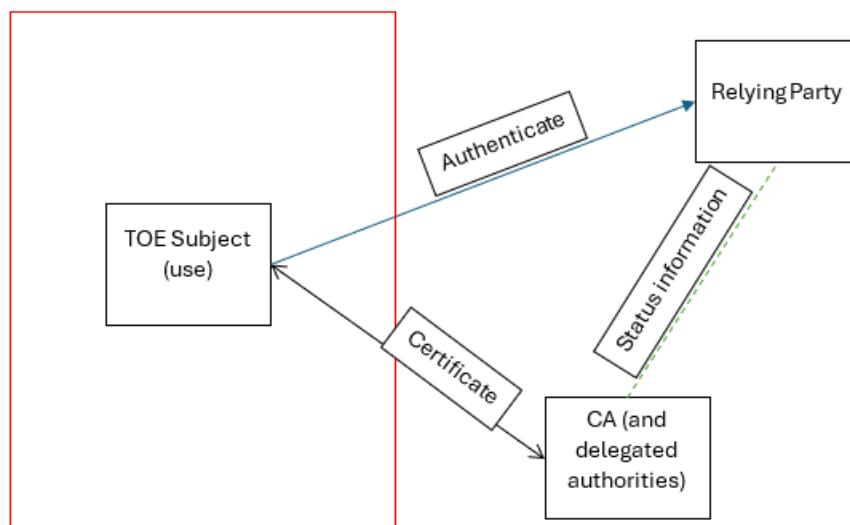 Relying Party
Authenticate
TOE Subject
(use)
Status information
Certificate
CA (and
delegated
authorities)